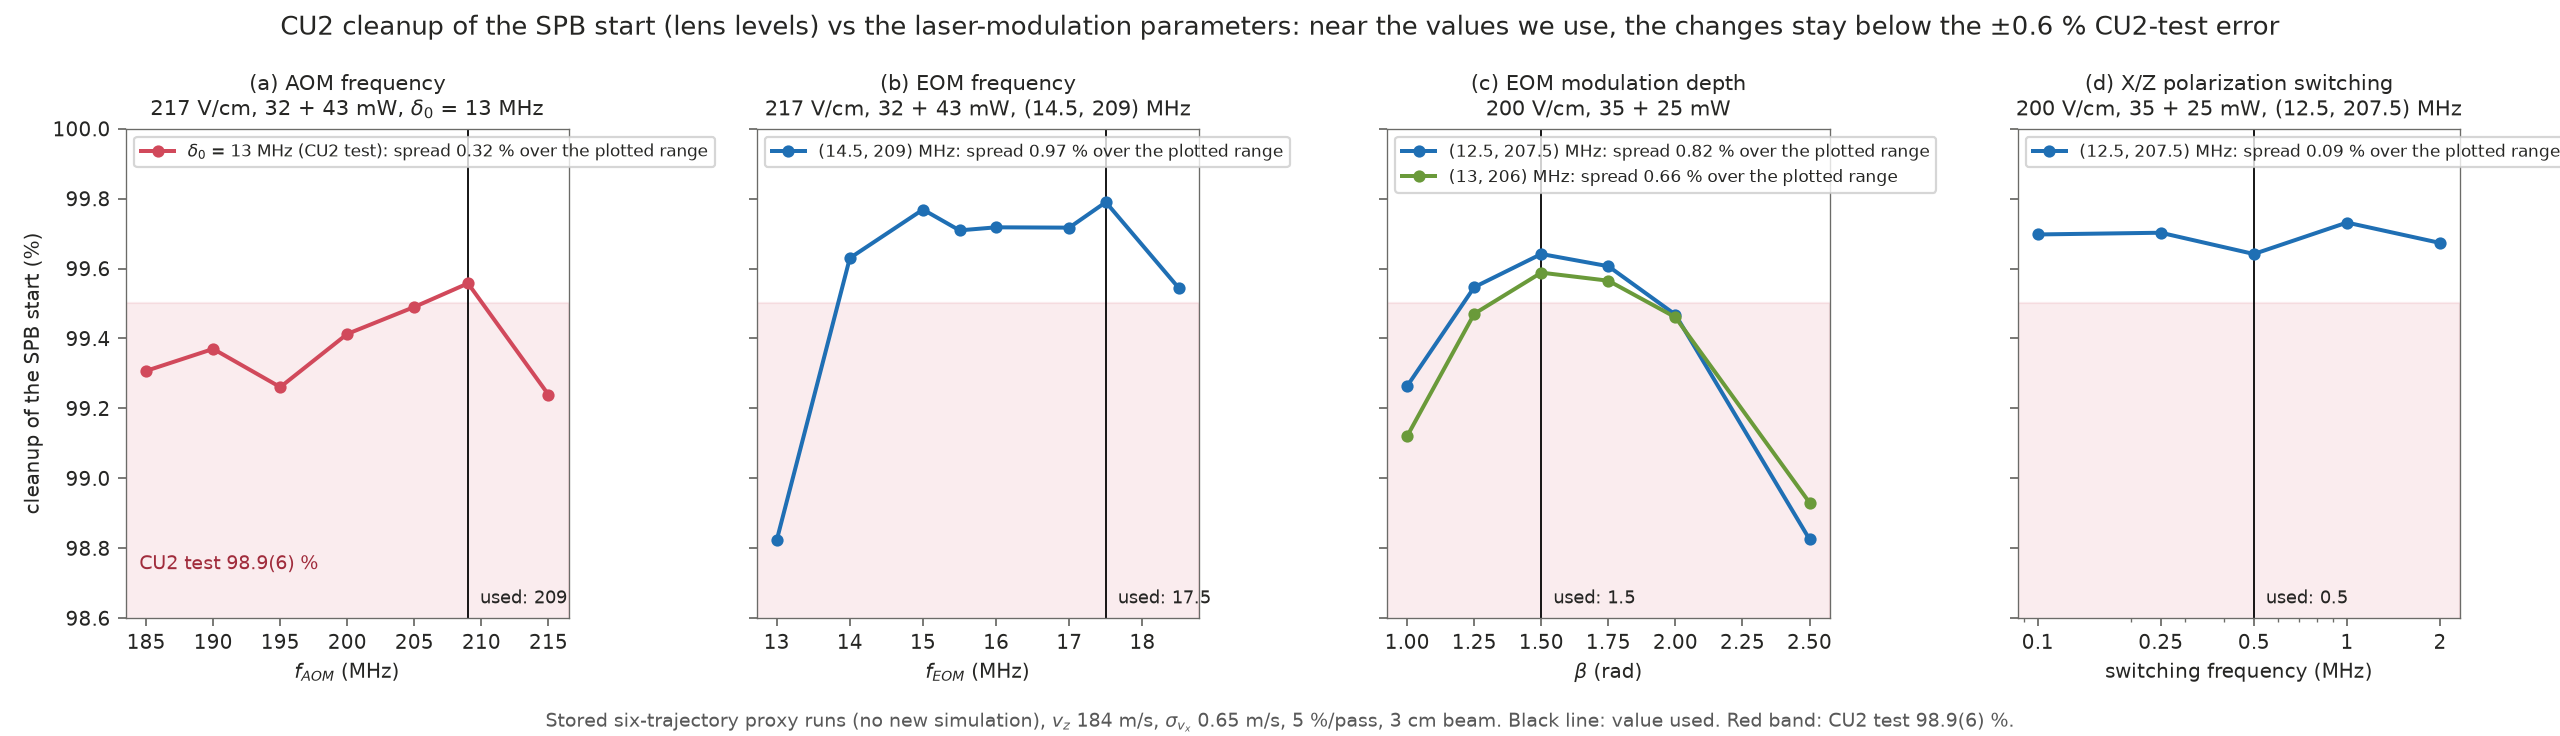 CU2 cleanup of the SPB start (lens levels) vs the laser-modulation parameters: near the values we use, the changes stay below the ±0.6 % CU2-test error
(a) AOM frequency
217 V/cm, 32 + 43 mW, δ0 = 13 MHz
δ0 = 13 MHz (CU2 test): spread 0.32 % over the plotted range
cleanup of the SPB start (%)
100.0
99.8
99.6
99.4
99.2
99.0
98.8
98.6
CU2 test 98.9(6) %
used: 209
185 190 195 200 205 210 215
fAOM (MHz)
(b) EOM frequency
217 V/cm, 32 + 43 mW, (14.5, 209) MHz
(14.5, 209) MHz: spread 0.97 % over the plotted range
used: 17.5
13 14 15 16 17 18
fEOM (MHz)
(c) EOM modulation depth
200 V/cm, 35 + 25 mW
(12.5, 207.5) MHz: spread 0.82 % over the plotted range
(13, 206) MHz: spread 0.66 % over the plotted range
used: 1.5
1.00 1.25 1.50 1.75 2.00 2.25 2.50
β (rad)
(d) X/Z polarization switching
200 V/cm, 35 + 25 mW, (12.5, 207.5) MHz
(12.5, 207.5) MHz: spread 0.09 % over the plotted range
used: 0.5
0.1 0.25 0.5 1 2
switching frequency (MHz)
Stored six-trajectory proxy runs (no new simulation), vz 184 m/s, σvx 0.65 m/s, 5 %/pass, 3 cm beam. Black line: value used. Red band: CU2 test 98.9(6) %.